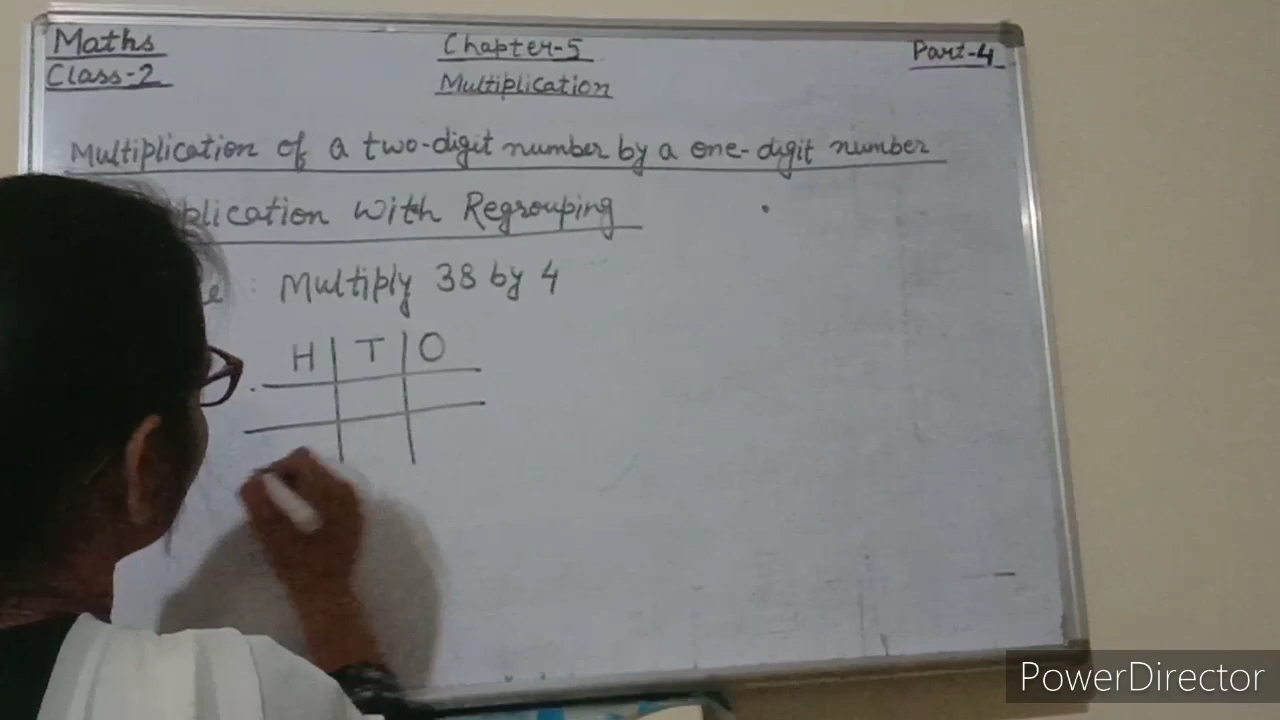 Maths
Chapter-5
Part-4
Class-2
Multiplication
Multiplication of a two-digit number by a one-digit number
plication with Regrouping
Multiply 38 by 4
H T O
PowerDirector